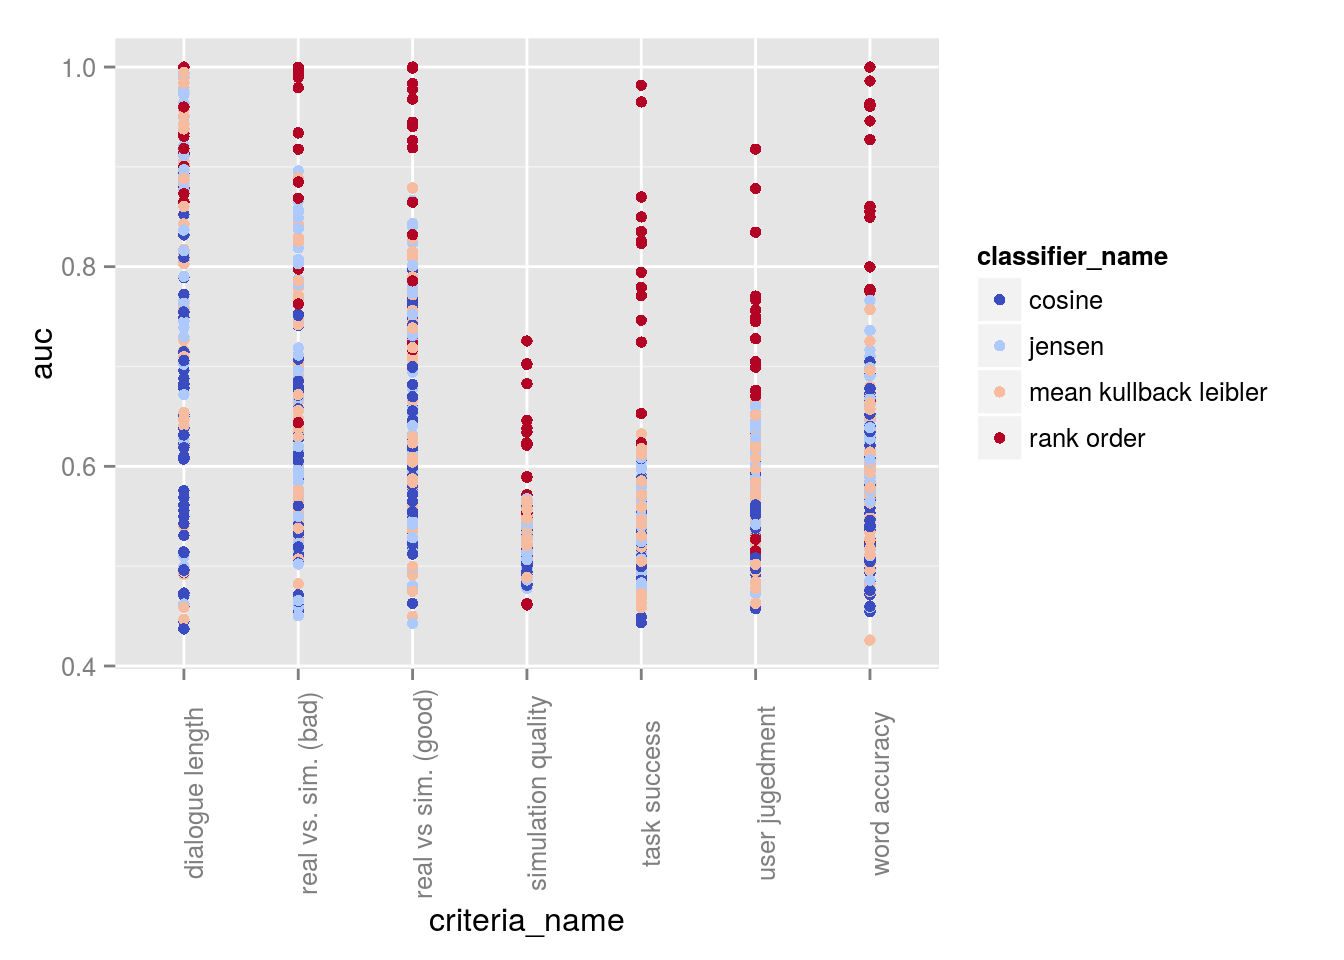 1.0
0.8
0.6
0.4
auc
dialogue length
real vs. sim. (bad)
real vs sim. (good)
simulation quality
task success
user jugedment
word accuracy
criteria_name
classifier_name
cosine
jensen
mean kullback leibler
rank order